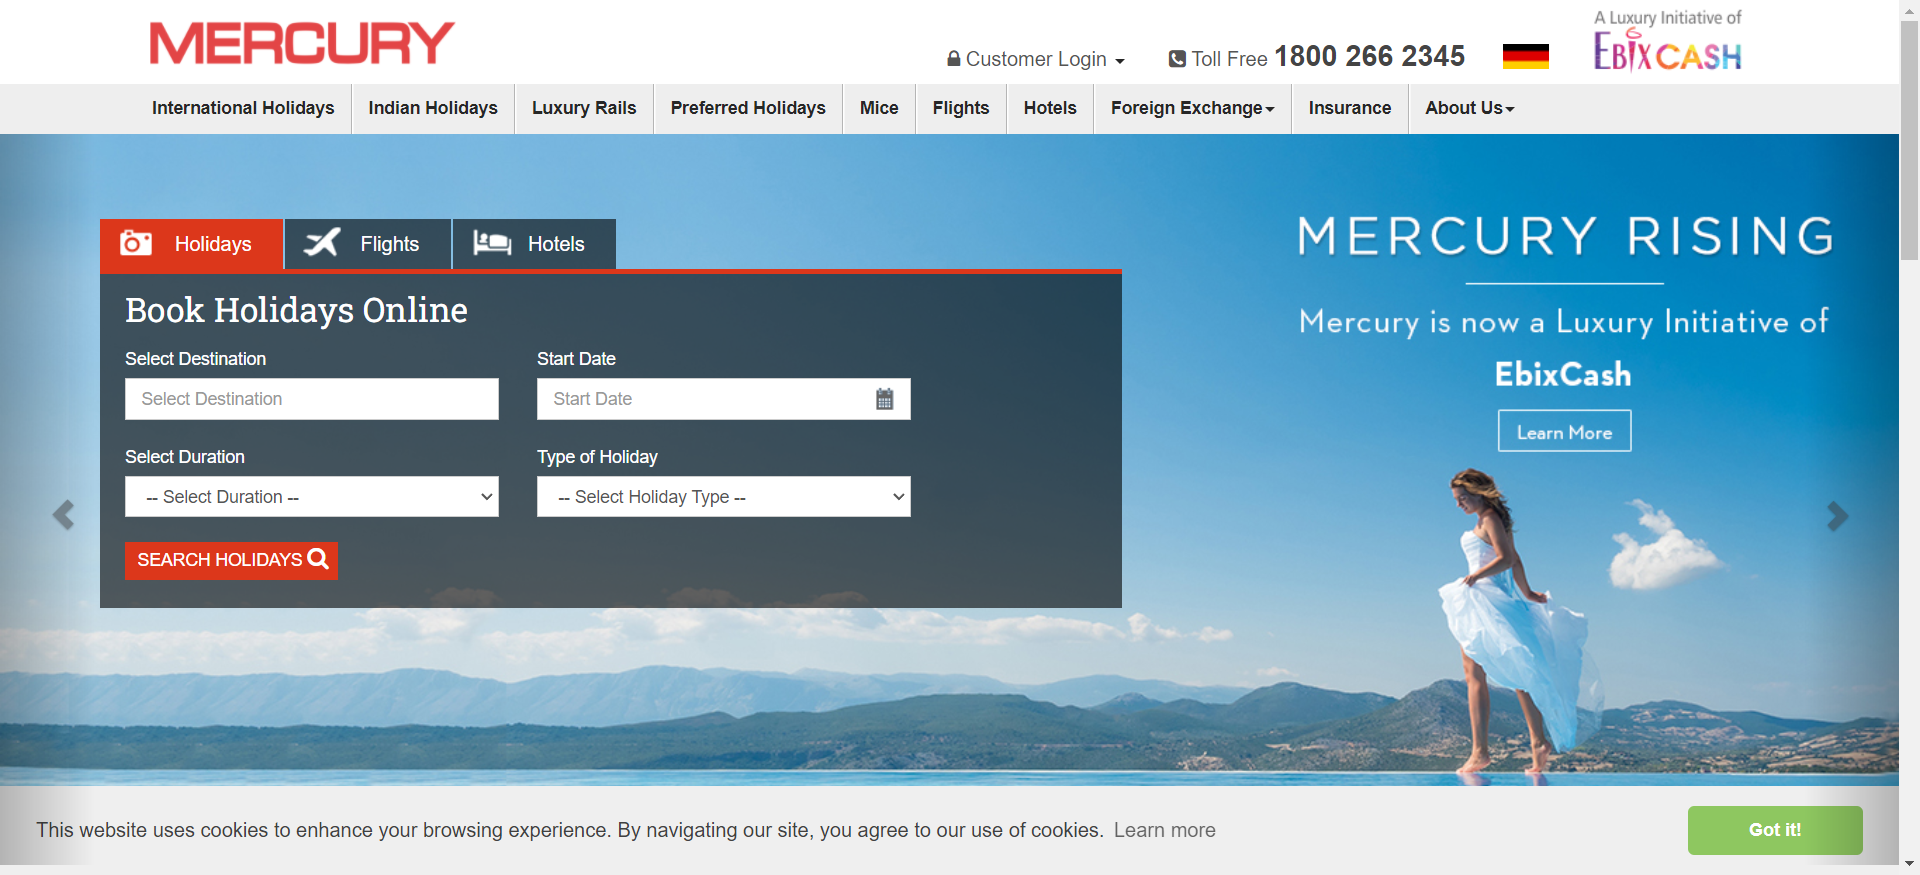 MERCURY
Customer Login
Toll Free 1800 266 2345
A Luxury Initiative of
EBIXCASH
International Holidays
Indian Holidays
Luxury Rails
Preferred Holidays
Mice
Flights
Hotels
Foreign Exchange
Insurance
About Us
Holidays
Flights
Hotels
Book Holidays Online
Select Destination
Start Date
Select Destination
Start Date
Select Duration
Type of Holiday
-- Select Duration --
-- Select Holiday Type --
SEARCH HOLIDAYS
MERCURY RISING
Mercury is now a Luxury Initiative of
EbixCash
Learn More
This website uses cookies to enhance your browsing experience. By navigating our site, you agree to our use of cookies. Learn more
Got it!